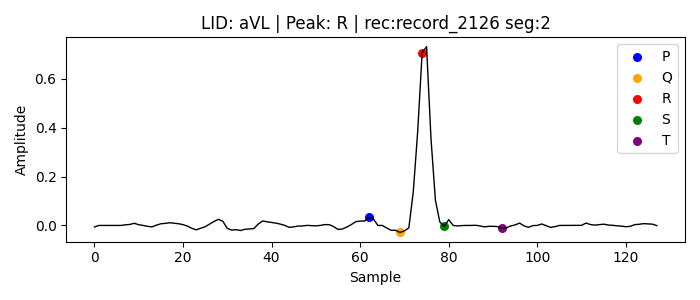 LID: aVL | Peak: R | rec:record_2126 seg:2
Amplitude
0.6
0.4
0.2
0.0
P
Q
R
S
T
0 20 40 60 80 100 120
Sample